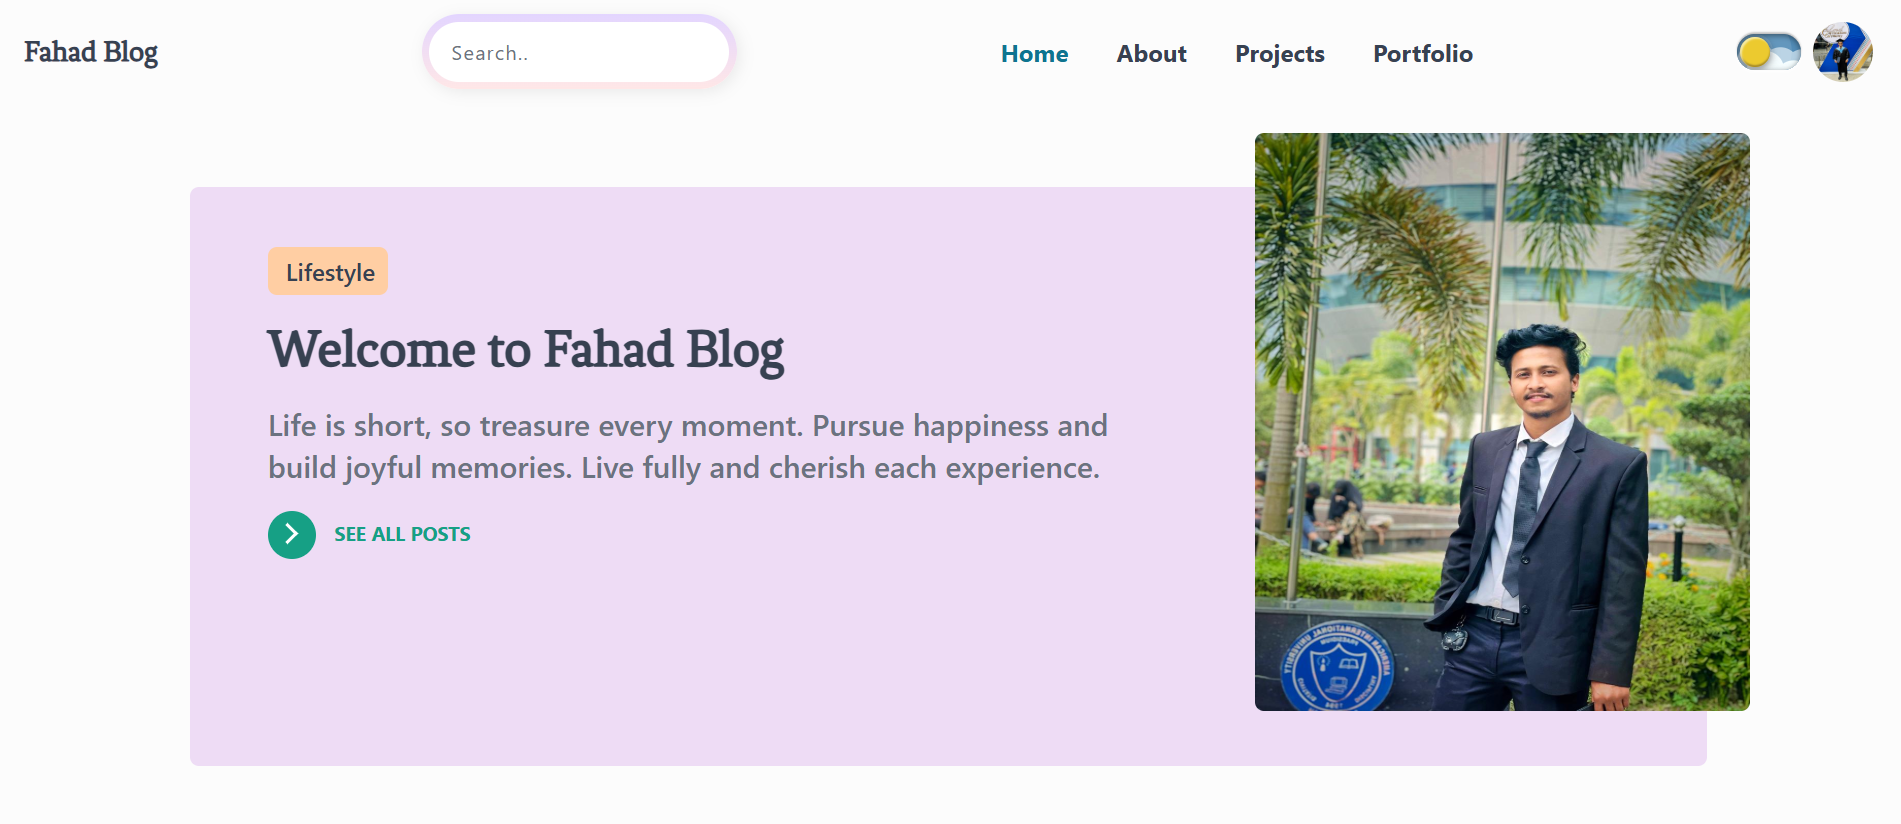 Fahad Blog
Search..
Home About Projects Portfolio
Lifestyle
Welcome to Fahad Blog
Life is short, so treasure every moment. Pursue happiness and
build joyful memories. Live fully and cherish each experience.
SEE ALL POSTS